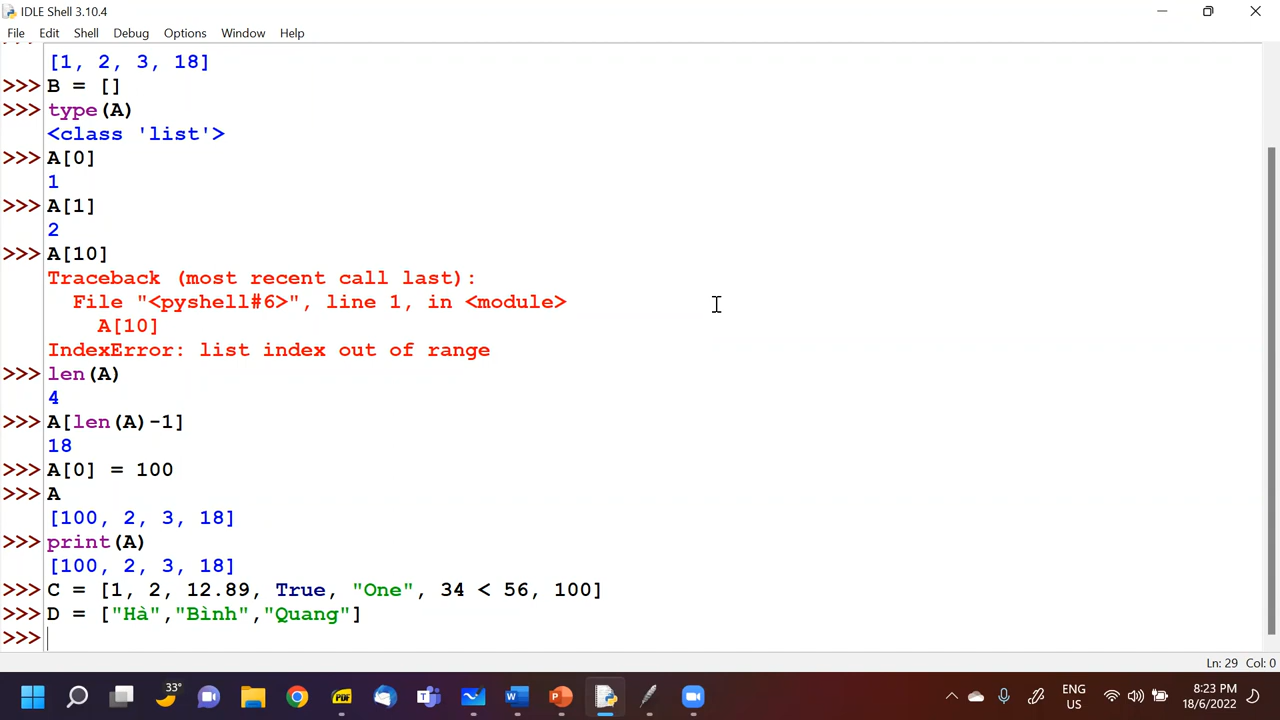 IDLE Shell 3.10.4
File Edit Shell Debug Options Window Help
[1, 2, 3, 18]
>>> B = []
>>> type(A)
<class 'list'>
>>> A[0]
1
>>> A[1]
2
>>> A[10]
Traceback (most recent call last):
File "<pyshell#6>", line 1, in <module>
A[10]
IndexError: list index out of range
>>> len(A)
4
>>> A[len(A)-1]
18
>>> A[0] = 100
>>> A
[100, 2, 3, 18]
>>> print(A)
[100, 2, 3, 18]
>>> C = [1, 2, 12.89, True, "One", 34 < 56, 100]
>>> D = ["Hà","Bình","Quang"]
>>>
Ln: 29 Col: 0
33°
PDF
ENG
US
8:23 PM
18/6/2022